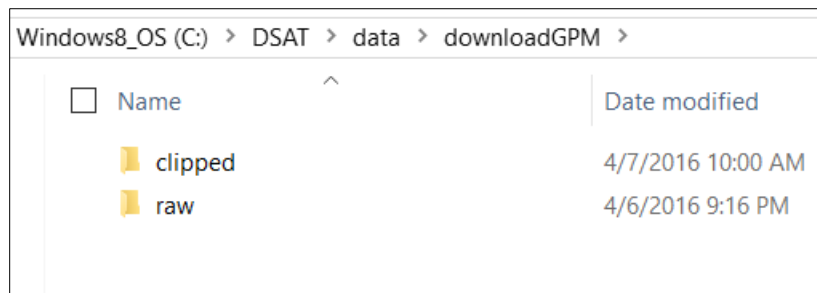 Windows8_OS (C:) > DSAT > data > downloadGPM >
Name Date modified
clipped 4/7/2016 10:00 AM
raw 4/6/2016 9:16 PM